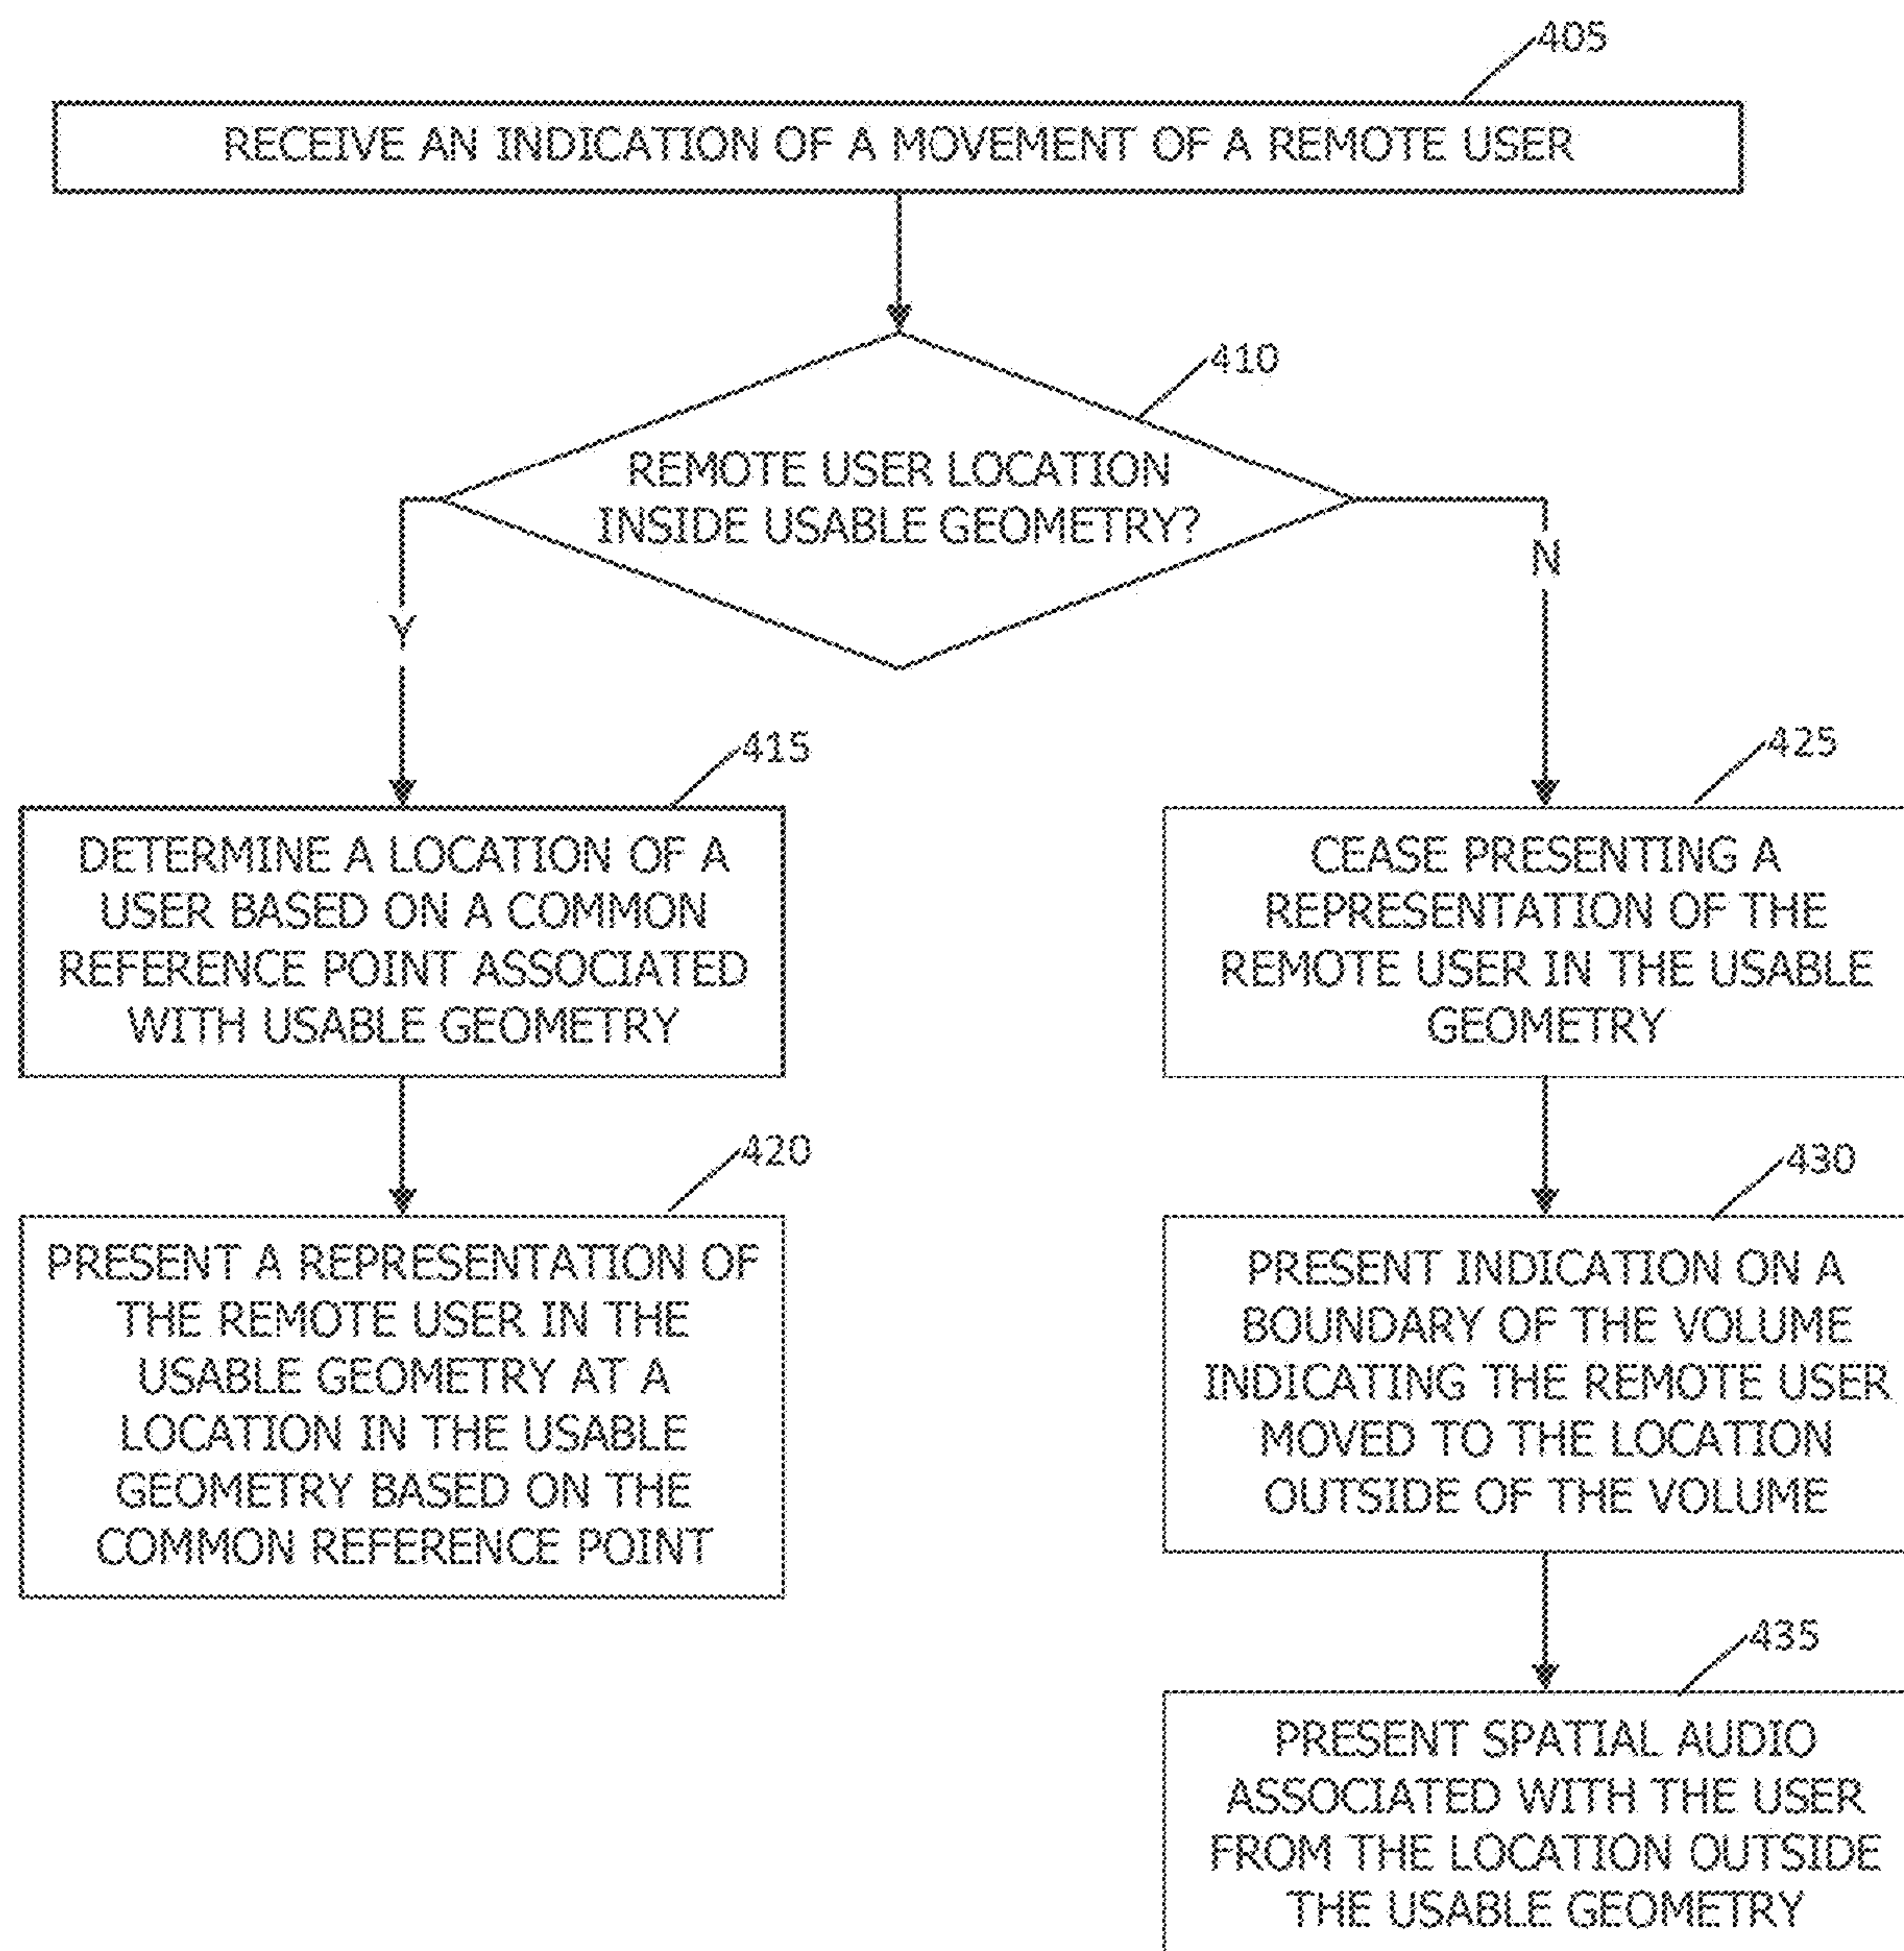 405
RECEIVE AN INDICATION OF A MOVEMENT OF A REMOTE USER
410
REMOTE USER LOCATION
INSIDE USABLE GEOMETRY?
Y
N
415
DETERMINE A LOCATION OF A
USER BASED ON A COMMON
REFERENCE POINT ASSOCIATED
WITH USABLE GEOMETRY
425
CEASE PRESENTING A
REPRESENTATION OF THE
REMOTE USER IN THE USABLE
GEOMETRY
420
PRESENT A REPRESENTATION OF
THE REMOTE USER IN THE
USABLE GEOMETRY AT A
LOCATION IN THE USABLE
GEOMETRY BASED ON THE
COMMON REFERENCE POINT
430
PRESENT INDICATION ON A
BOUNDARY OF THE VOLUME
INDICATING THE REMOTE USER
MOVED TO THE LOCATION
OUTSIDE OF THE VOLUME
435
PRESENT SPATIAL AUDIO
ASSOCIATED WITH THE USER
FROM THE LOCATION OUTSIDE
THE USABLE GEOMETRY